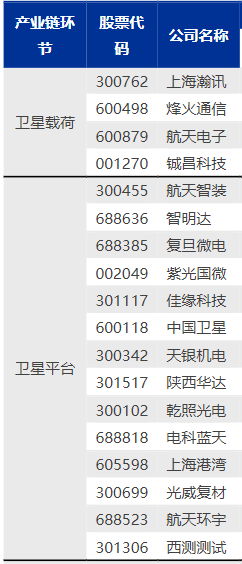 产业链环节 股票代码 公司名称
卫星载荷
300762 上海瀚讯
600498 烽火通信
600879 航天电子
001270 铖昌科技
卫星平台
300455 航天智装
688636 智明达
688385 复旦微电
002049 紫光国微
301117 佳缘科技
600118 中国卫星
300342 天银机电
301517 陕西华达
300102 乾照光电
688818 电科蓝天
605598 上海港湾
300699 光威复材
688523 航天环宇
301306 西测测试